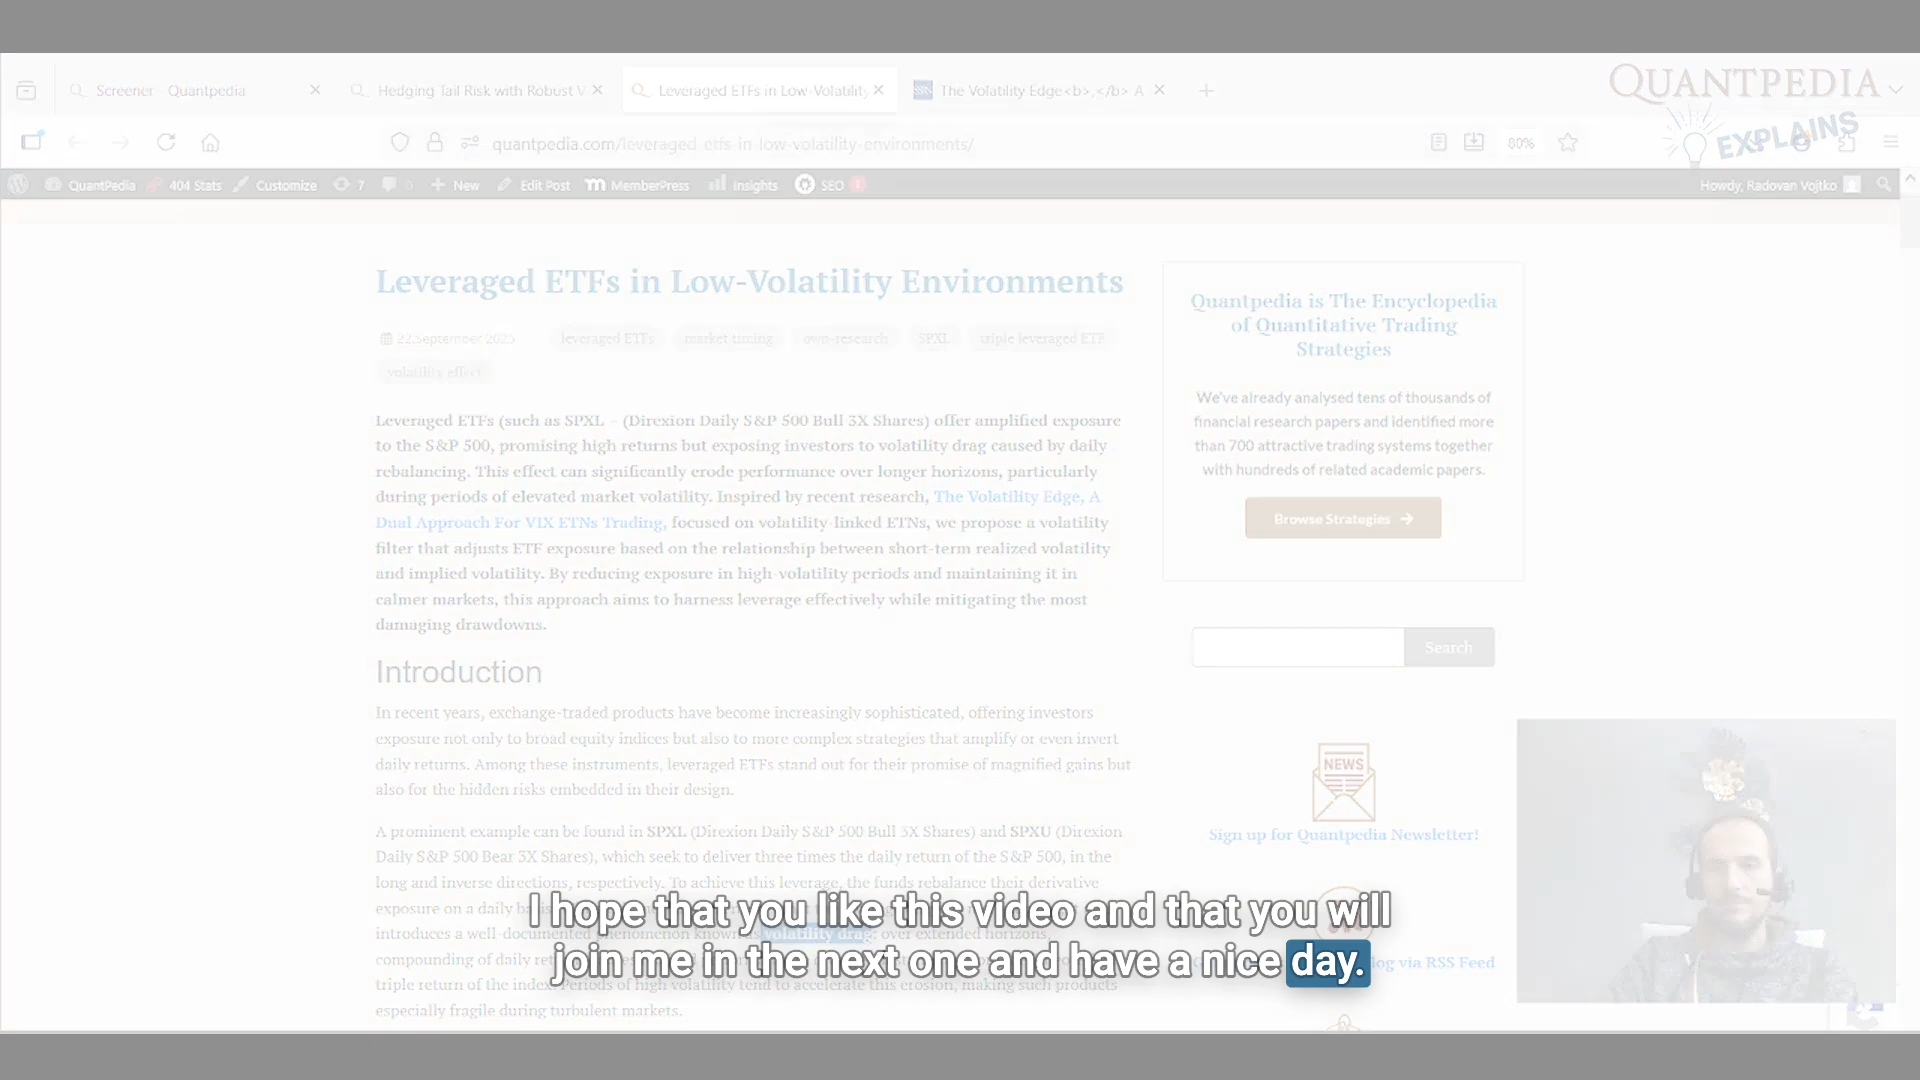 QUANTPEDIA
EXPLAINS
Screener - Quantpedia
Hedging Tail Risk with Robust V
Leveraged ETFs in Low-Volatility
The Volatility Edge<b>,</b> A
quantpedia.com/leveraged-etfs-in-low-volatility-environments/
80%
QuantPedia
404 Stats
Customize
7
0
New
Edit Post
MemberPress
Insights
SEO
Howdy, Radovan Vojtko
Leveraged ETFs in Low-Volatility Environments
22.September 2025
leveraged ETFs
market timing
own-research
SPXL
triple leveraged ETF
volatility effect
Leveraged ETFs (such as SPXL – (Direxion Daily S&P 500 Bull 3X Shares) offer amplified exposure
to the S&P 500, promising high returns but exposing investors to volatility drag caused by daily
rebalancing. This effect can significantly erode performance over longer horizons, particularly
during periods of elevated market volatility. Inspired by recent research, The Volatility Edge, A
Dual Approach For VIX ETNs Trading, focused on volatility-linked ETNs, we propose a volatility
filter that adjusts ETF exposure based on the relationship between short-term realized volatility
and implied volatility. By reducing exposure in high-volatility periods and maintaining it in
calmer markets, this approach aims to harness leverage effectively while mitigating the most
damaging drawdowns.
Introduction
In recent years, exchange-traded products have become increasingly sophisticated, offering investors
exposure not only to broad equity indices but also to more complex strategies that amplify or even invert
daily returns. Among these instruments, leveraged ETFs stand out for their promise of magnified gains but
also for the hidden risks embedded in their design.
A prominent example can be found in SPXL (Direxion Daily S&P 500 Bull 3X Shares) and SPXU (Direxion
Daily S&P 500 Bear 3X Shares), which seek to deliver three times the daily return of the S&P 500, in the
long and inverse directions, respectively. To achieve this leverage, the funds rebalance their derivative
exposure on a daily
introduces a well-documented phenomenon known as volatility drag: over extended horizons,
compounding of daily
triple return of the index. Periods of high volatility tend to accelerate this erosion, making such products
especially fragile during turbulent markets.
Quantpedia is The Encyclopedia
of Quantitative Trading
Strategies
We've already analysed tens of thousands of
financial research papers and identified more
than 700 attractive trading systems together
with hundreds of related academic papers.
Browse Strategies
Search
NEWS
Sign up for Quantpedia Newsletter!
via RSS Feed
I hope that you like this video and that you will
join me in the next one and have a nice day.